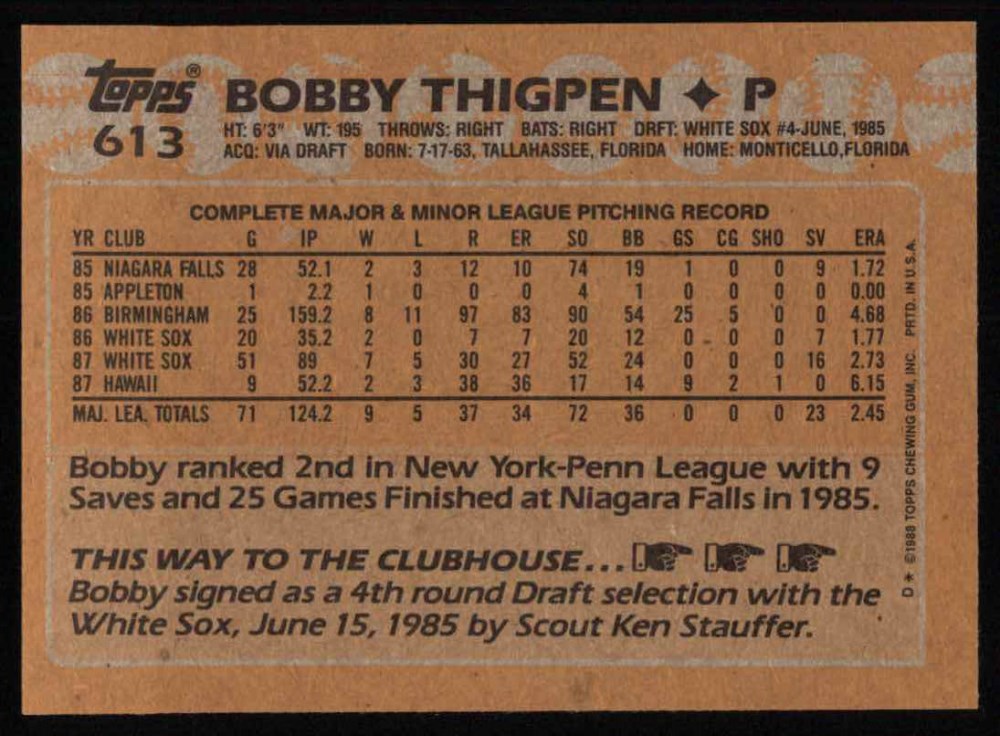 topps® BOBBY THIGPEN ✦ P
613 HT: 6'3" WT: 195 THROWS: RIGHT BATS: RIGHT DRFT: WHITE SOX #4-JUNE, 1985
ACQ: VIA DRAFT BORN: 7-17-63, TALLAHASSEE, FLORIDA HOME: MONTICELLO, FLORIDA
COMPLETE MAJOR & MINOR LEAGUE PITCHING RECORD
YR CLUB G IP W L R ER SO BB GS CG SHO SV ERA
85 NIAGARA FALLS 28 52.1 2 3 12 10 74 19 1 0 0 9 1.72
85 APPLETON 1 2.2 1 0 0 0 4 1 0 0 0 0 0.00
86 BIRMINGHAM 25 159.2 8 11 97 83 90 54 25 5 0 0 4.68
86 WHITE SOX 20 35.2 2 0 7 7 20 12 0 0 0 7 1.77
87 WHITE SOX 51 89 7 5 30 27 52 24 0 0 0 16 2.73
87 HAWAII 9 52.2 2 3 38 36 17 14 9 2 1 0 6.15
MAJ. LEA. TOTALS 71 124.2 9 5 37 34 72 36 0 0 0 23 2.45
Bobby ranked 2nd in New York-Penn League with 9
Saves and 25 Games Finished at Niagara Falls in 1985.
THIS WAY TO THE CLUBHOUSE...
Bobby signed as a 4th round Draft selection with the
White Sox, June 15, 1985 by Scout Ken Stauffer.
D* ©1988 TOPPS CHEWING GUM, INC. PRTD. IN U.S.A.